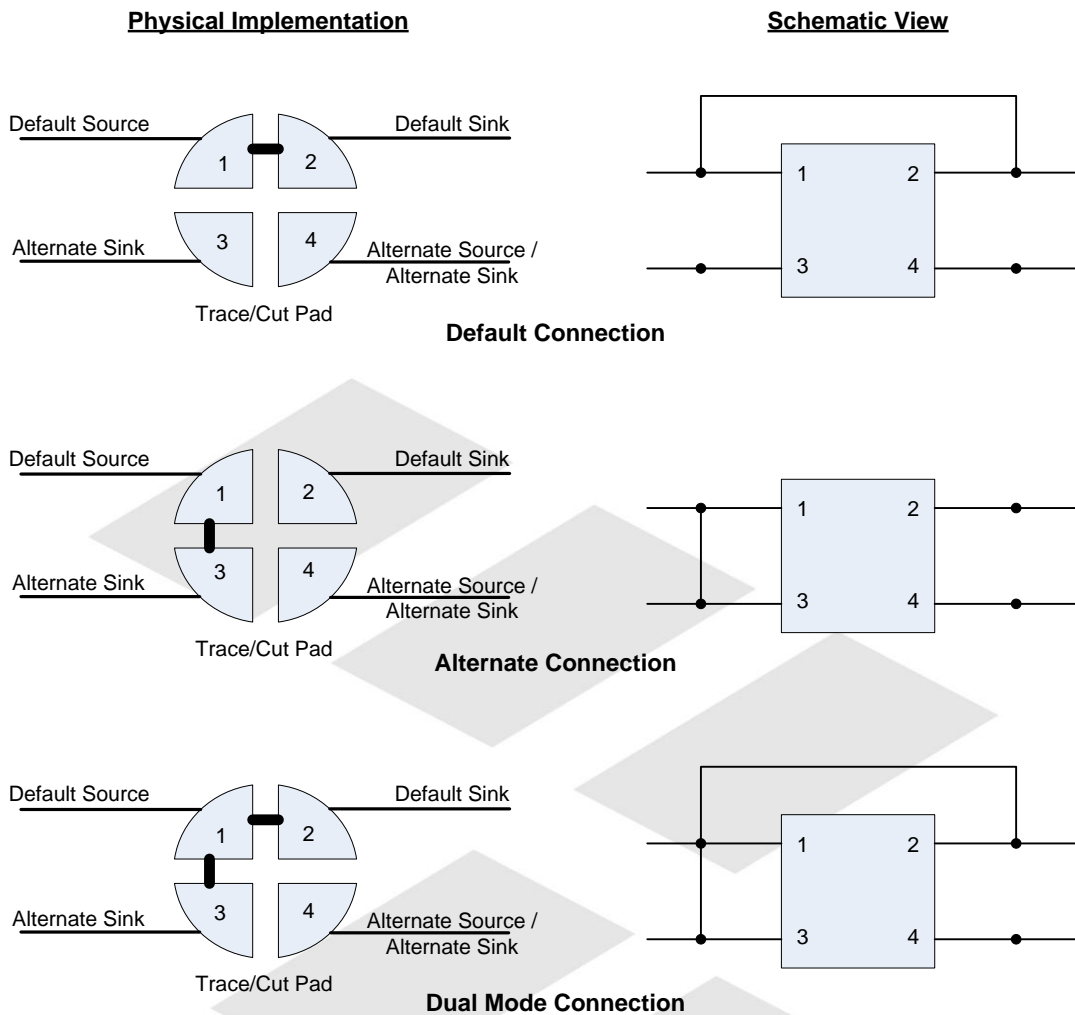 Physical Implementation
Schematic View
Default Source
Default Sink
1
2
3
4
Alternate Sink
Alternate Source /
Alternate Sink
Trace/Cut Pad
1
2
3
4
Default Connection
Default Source
Default Sink
1
2
3
4
Alternate Sink
Alternate Source /
Alternate Sink
Trace/Cut Pad
1
2
3
4
Alternate Connection
Default Source
Default Sink
1
2
3
4
Alternate Sink
Alternate Source /
Alternate Sink
Trace/Cut Pad
1
2
3
4
Dual Mode Connection